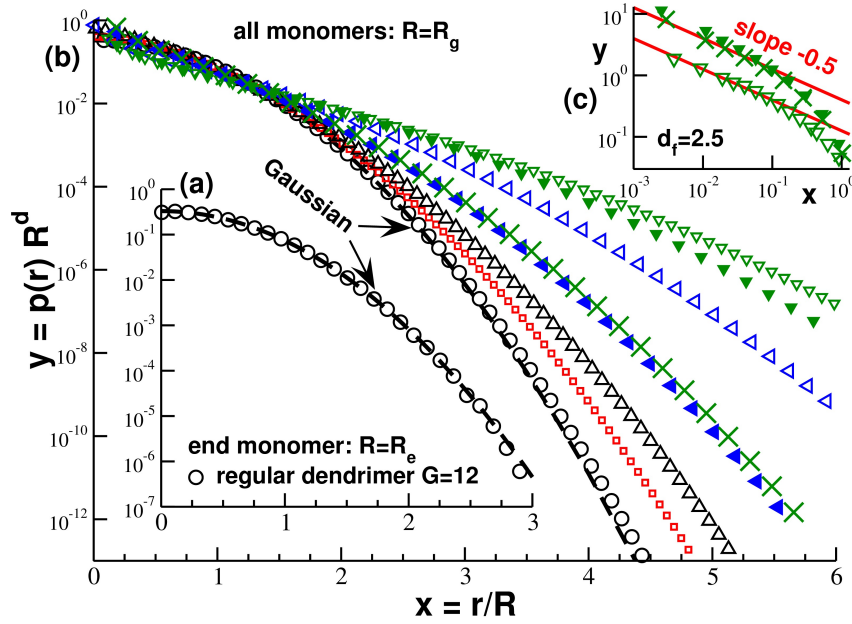 all monomers: R=R_g
(b)
y = p(r) R^d
10^0
10^-2
10^-4
10^-6
10^-8
10^-10
10^-12
0
1
2
3
4
5
6
x = r/R
Gaussian
(a)
10^0
10^-1
10^-2
10^-3
10^-4
10^-5
10^-6
10^-7
end monomer: R=R_e
regular dendrimer G=12
0
1
2
3
(c)
y
10^1
10^0
10^-1
slope -0.5
d_f=2.5
10^-3
10^-2
10^-1
10^0
x